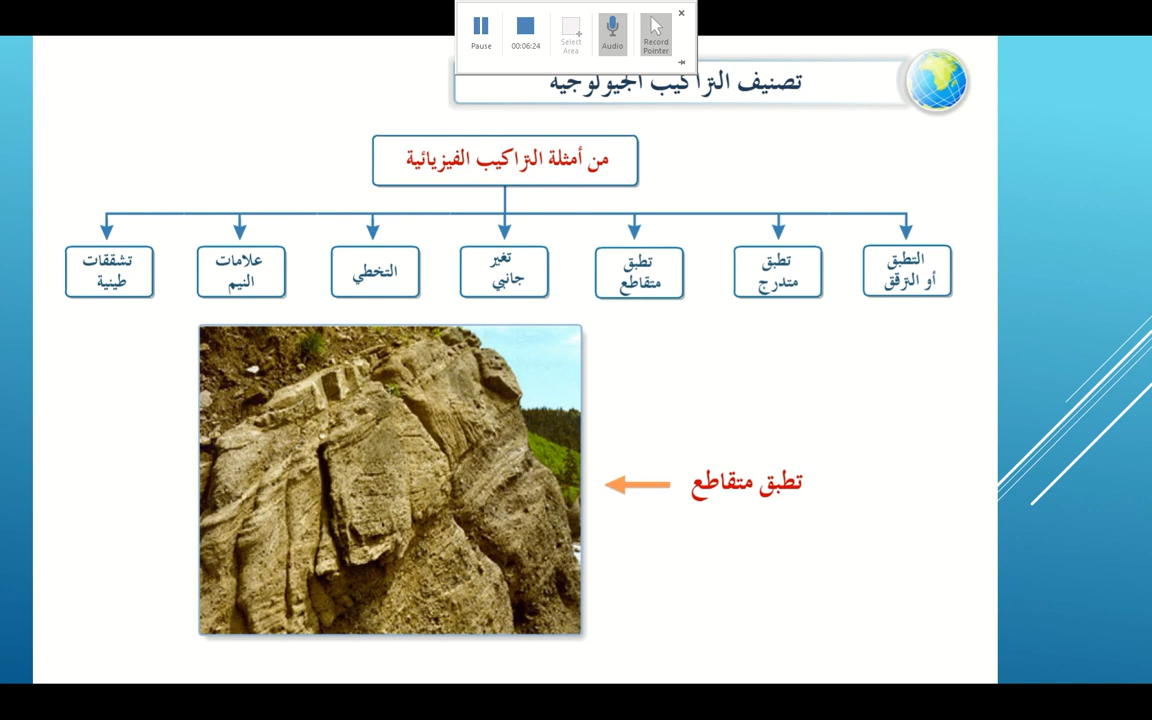 Pause
00:06:24
Select
Area
Audio
Record
Pointer
تصنيف التراكيب الجيولوجية
من أمثلة التراكيب الفيزيائية
التطبق
أو الترقق
تطبق
متدرج
تطبق
متقاطع
تغير
جانبي
التخطي
علامات
النيم
تشققات
طينية
تطبق متقاطع